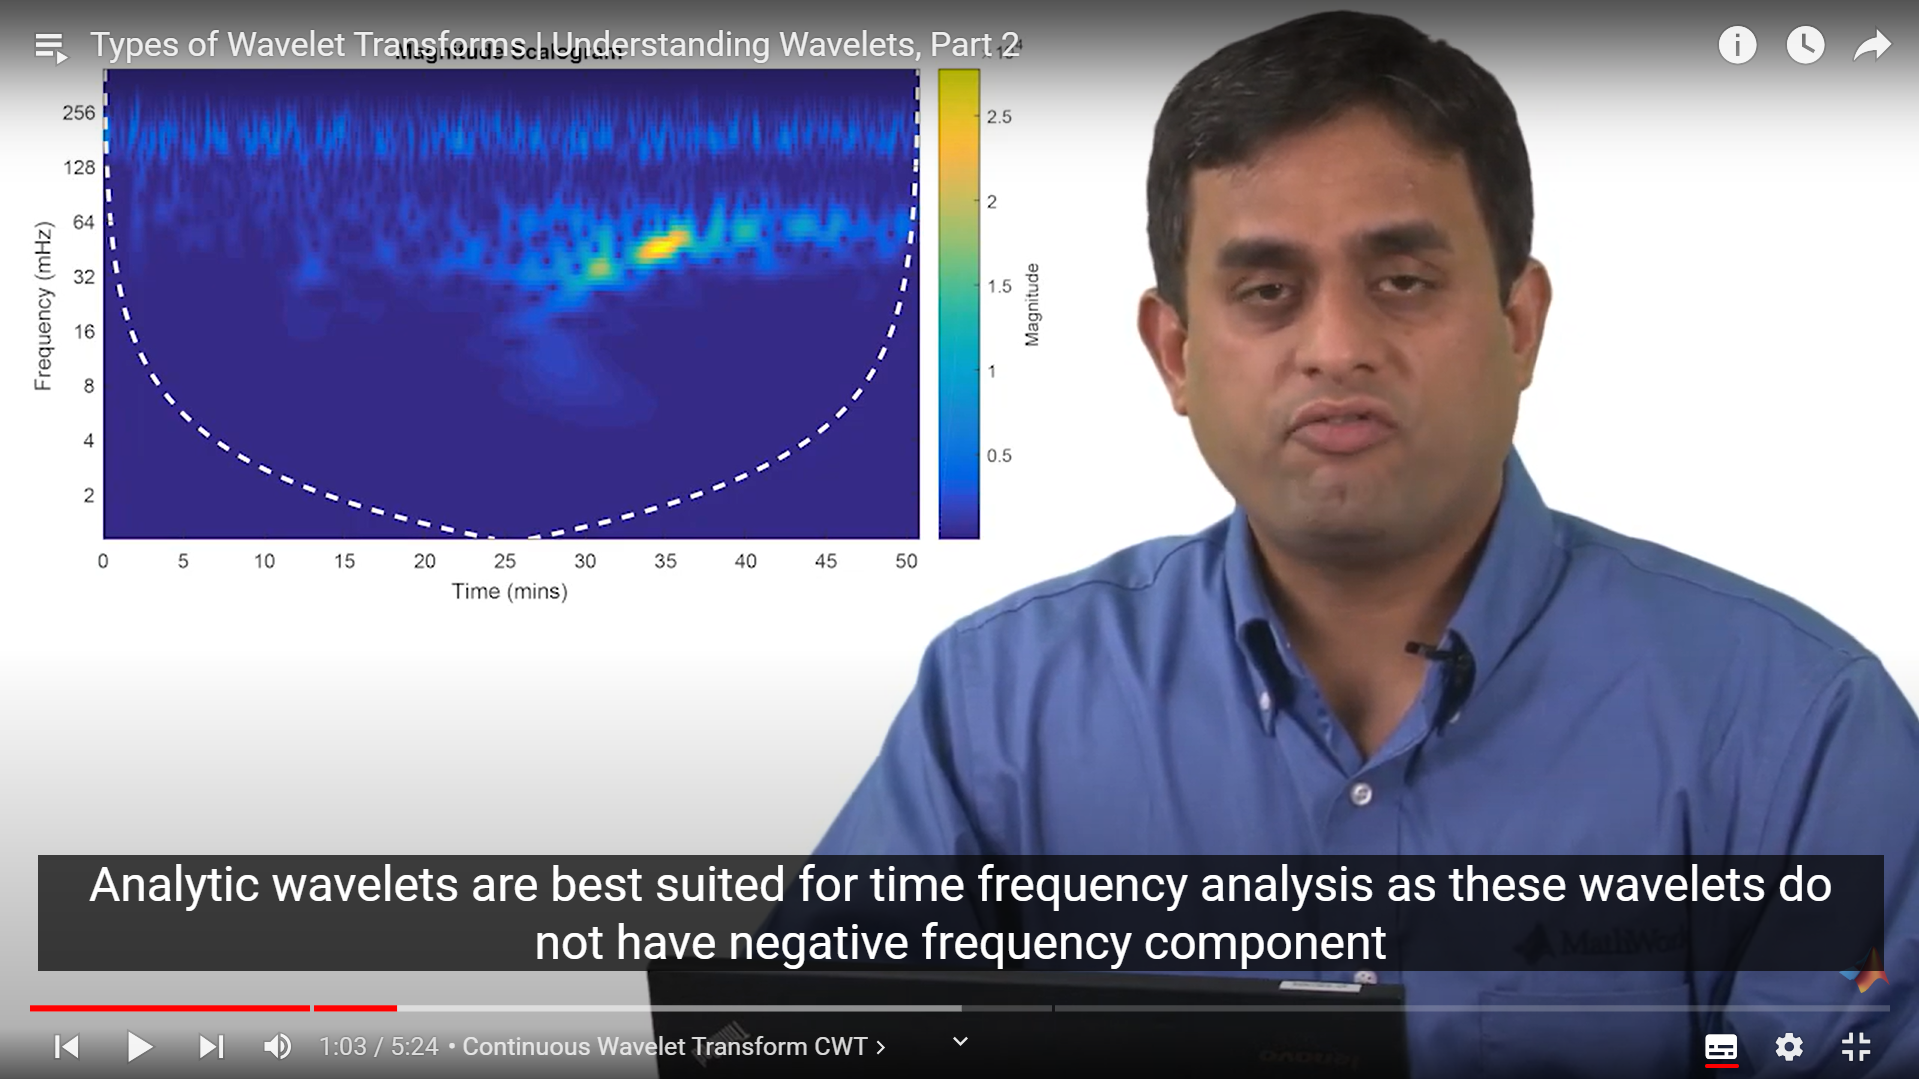 Types of Wavelet Transforms | Understanding Wavelets, Part 2
Magnitude Scalogram
256
128
64
32
16
8
4
2
Frequency (mHz)
0 5 10 15 20 25 30 35 40 45 50
Time (mins)
2.5
2
1.5
1
0.5
Magnitude
Analytic wavelets are best suited for time frequency analysis as these wavelets do
not have negative frequency component
1:03 / 5:24 • Continuous Wavelet Transform CWT